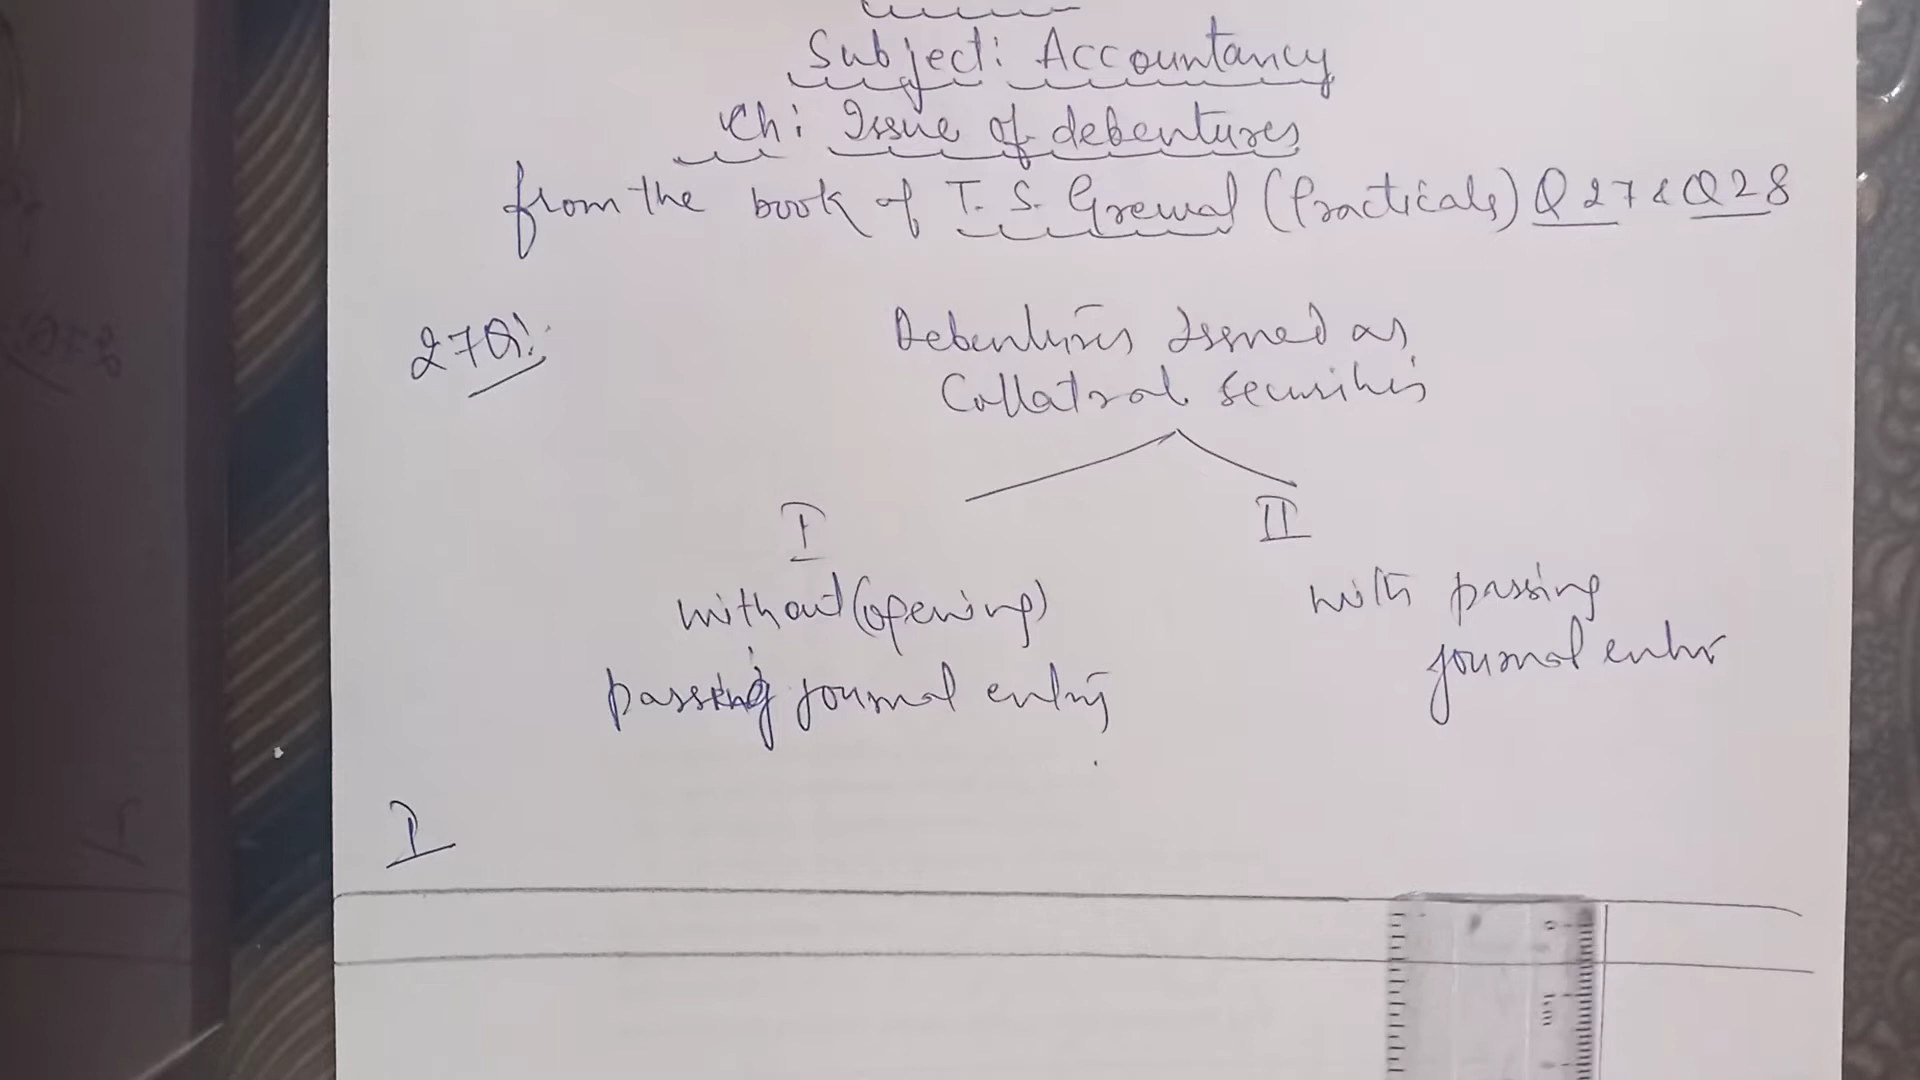 Subject: Accountancy
Ch: Issue of debentures
from the book of T. S. Grewal (Practicals) Q 27 & Q 28
27Q:
Debentures Issued as
Collatral Securities
I
II
without (opening)
passing journal entry
with passing
journal entry
I